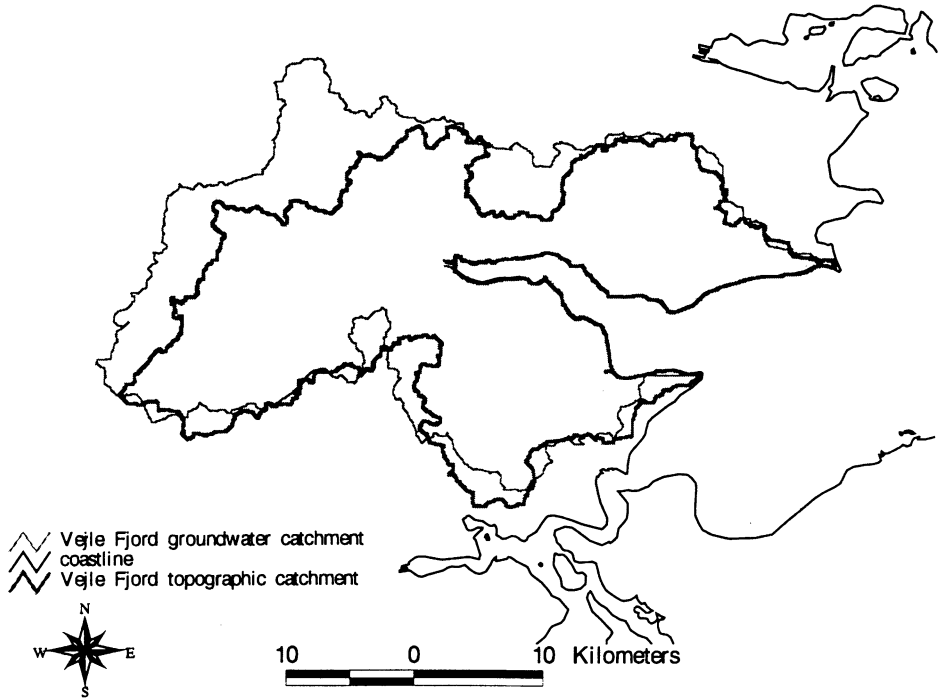 Vejle Fjord groundwater catchment
coastline
Vejle Fjord topographic catchment
N
W E
S
10 0 10 Kilometers